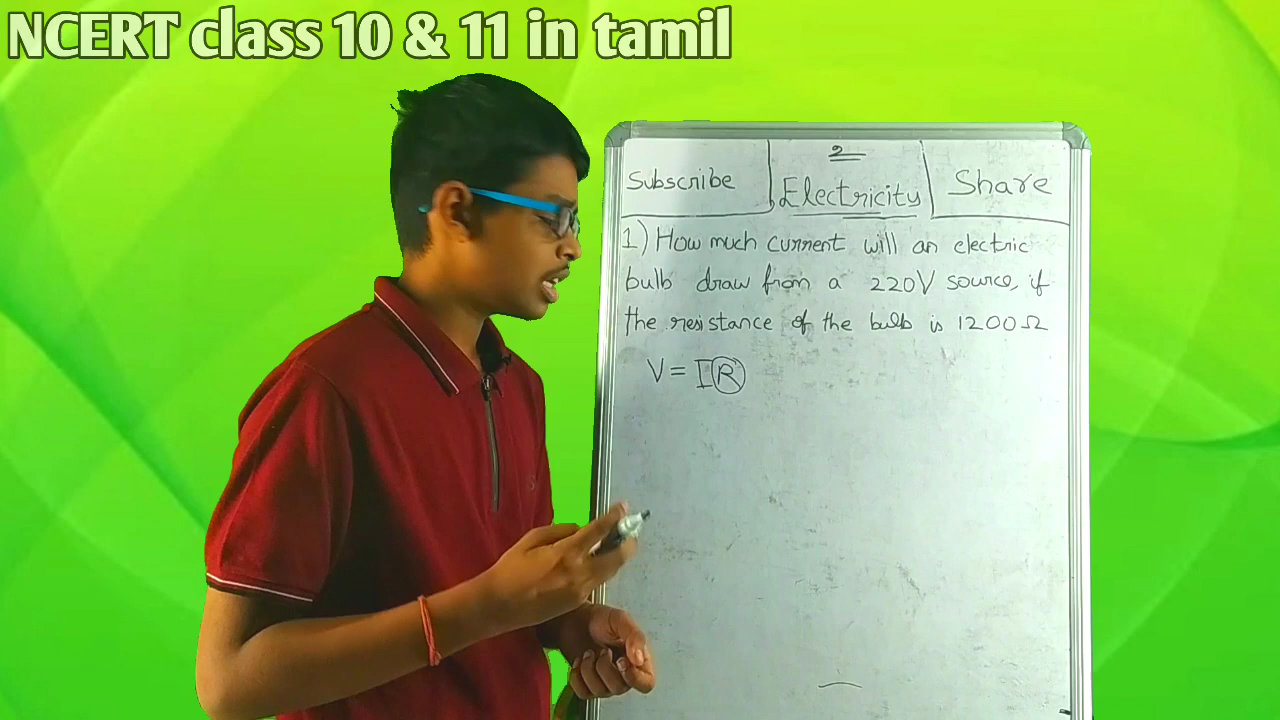 NCERT class 10 & 11 in tamil
2
Subscribe Electricity Share
1) How much current will an electric
bulb draw from a 220V source, if
the resistance of the bulb is 1200Ω
V = IR